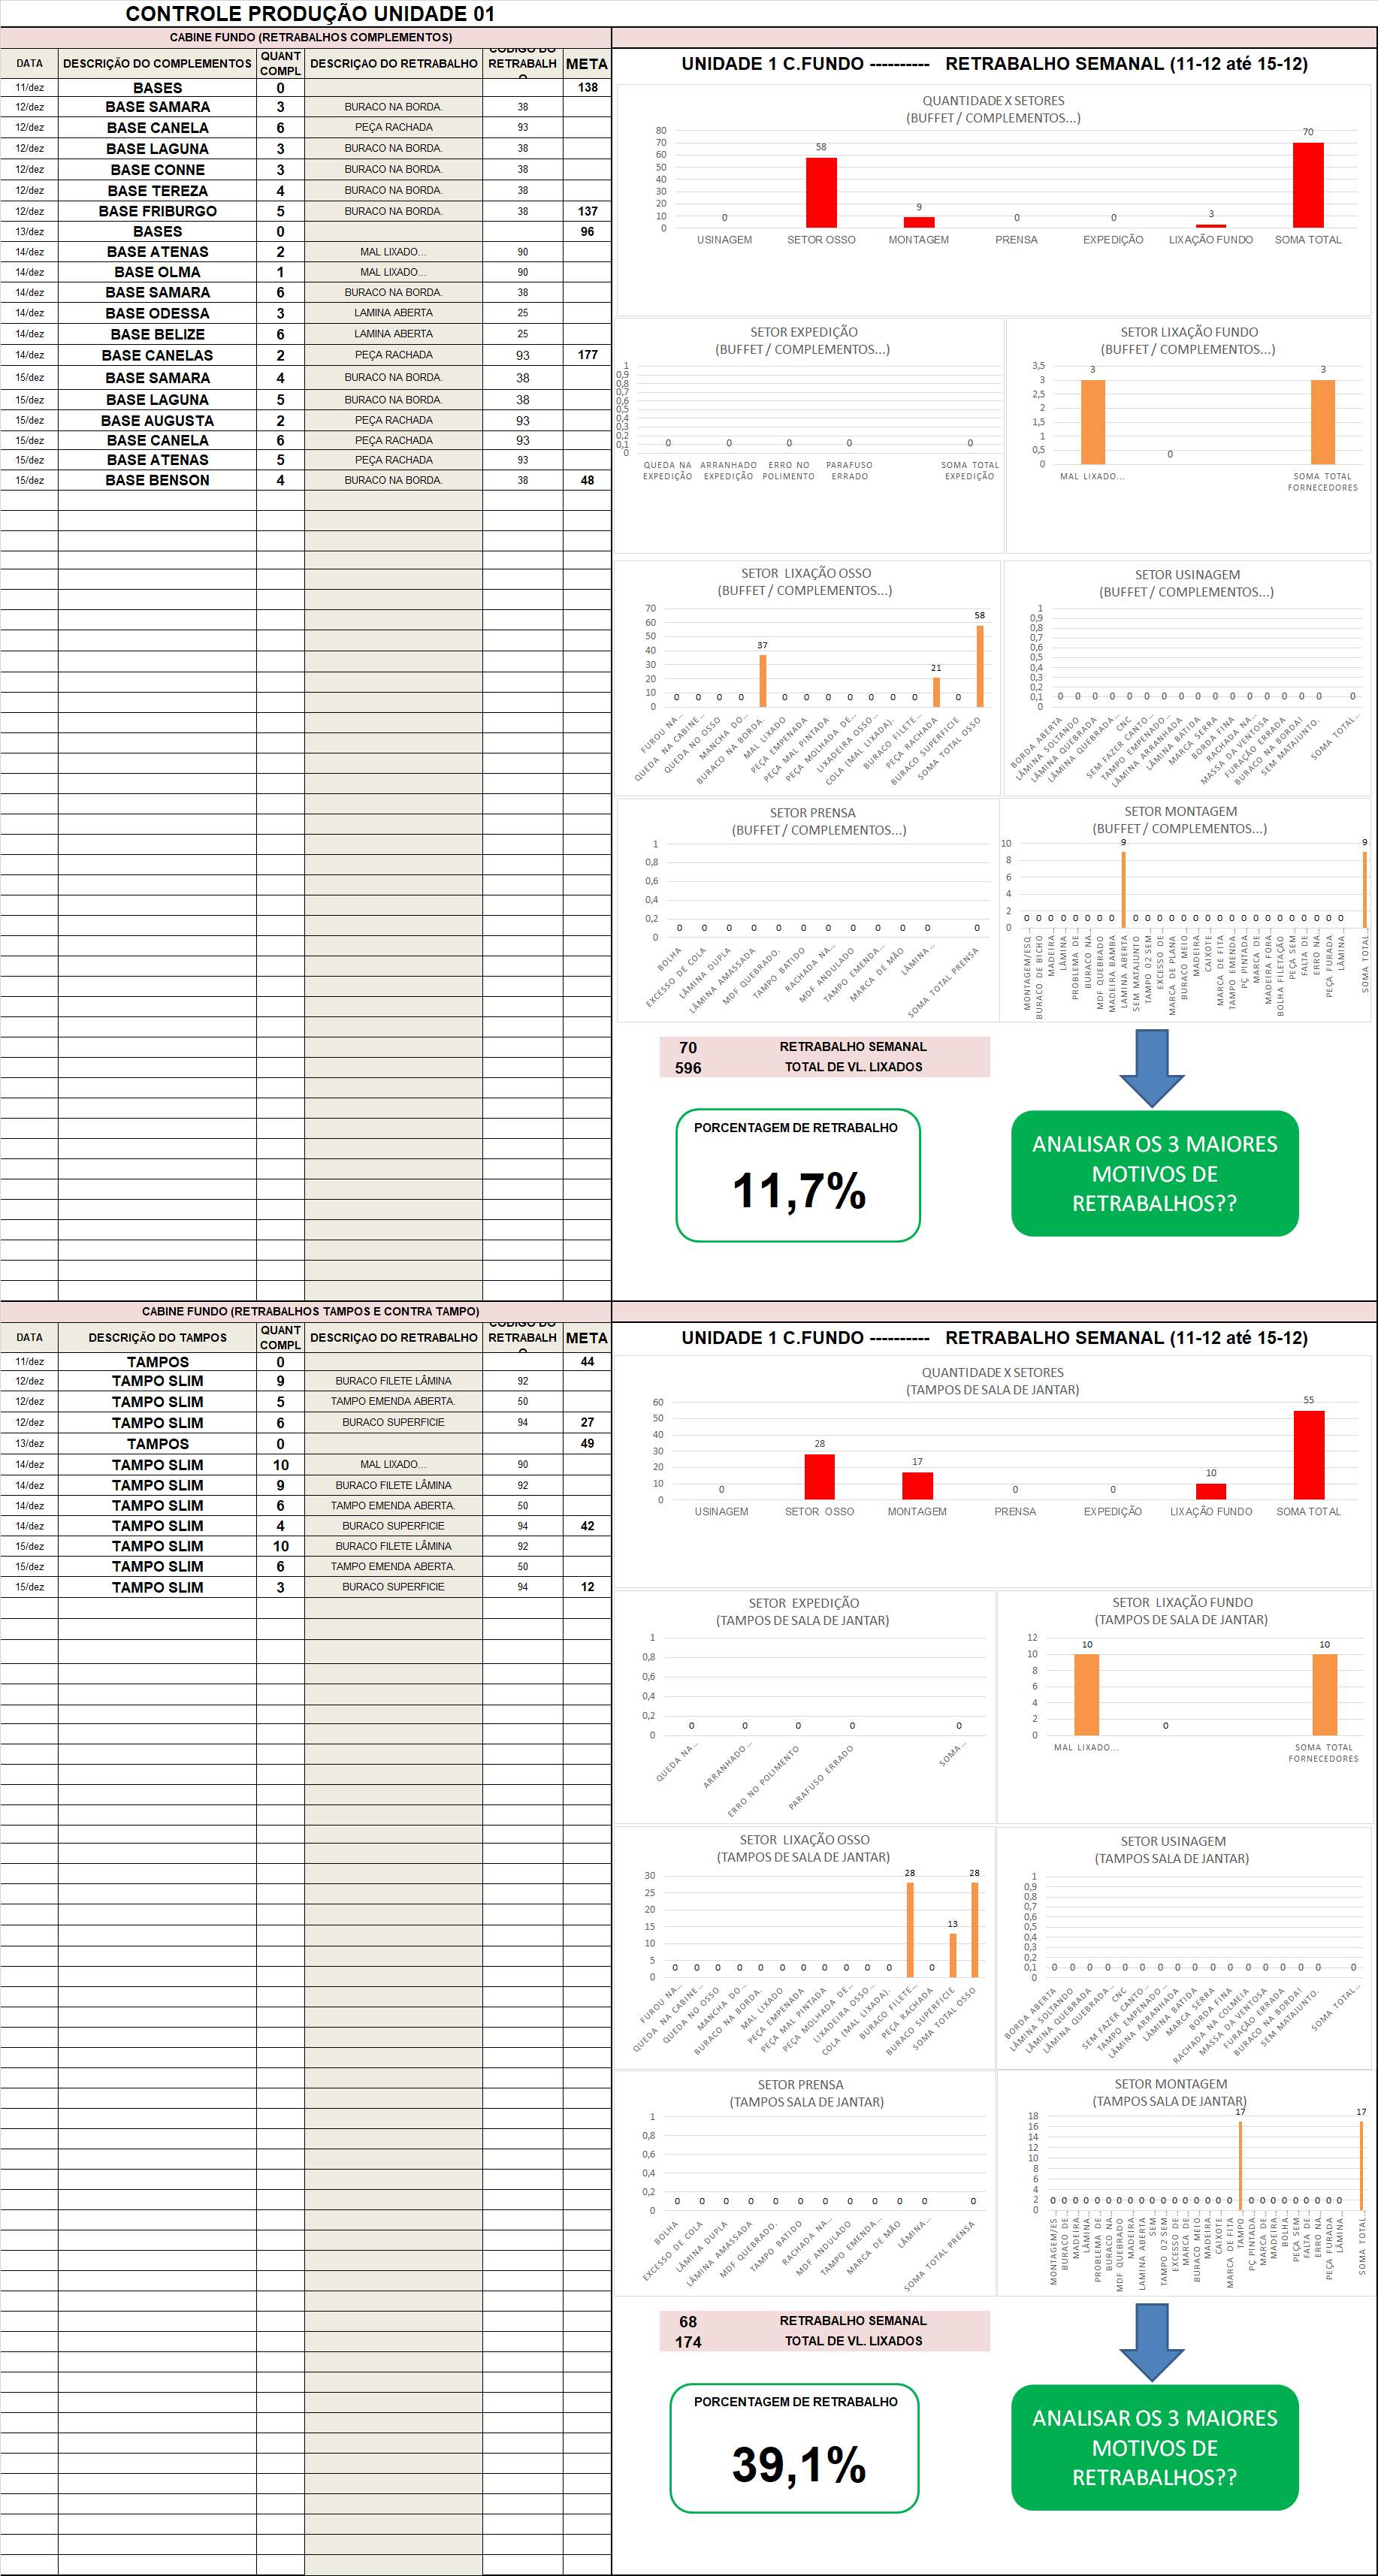 CONTROLE PRODUÇÃO UNIDADE 01
CABINE FUNDO (RETRABALHOS COMPLEMENTOS)
DATA DESCRIÇÃO DO COMPLEMENTOS QUANT COMPL DESCRIÇAO DO RETRABALHO CODIGO DO RETRABALHO META
11/dez BASES 0 138
12/dez BASE SAMARA 3 BURACO NA BORDA. 38
12/dez BASE CANELA 6 PEÇA RACHADA 93
12/dez BASE LAGUNA 3 BURACO NA BORDA. 38
12/dez BASE CONNE 3 BURACO NA BORDA. 38
12/dez BASE TEREZA 4 BURACO NA BORDA. 38
12/dez BASE FRIBURGO 5 BURACO NA BORDA. 38 137
13/dez BASES 0 96
14/dez BASE ATENAS 2 MAL LIXADO... 90
14/dez BASE OLMA 1 MAL LIXADO... 90
14/dez BASE SAMARA 6 BURACO NA BORDA. 38
14/dez BASE ODESSA 3 LAMINA ABERTA 25
14/dez BASE BELIZE 6 LAMINA ABERTA 25
14/dez BASE CANELAS 2 PEÇA RACHADA 93 177
15/dez BASE SAMARA 4 BURACO NA BORDA. 38
15/dez BASE LAGUNA 5 BURACO NA BORDA. 38
15/dez BASE AUGUSTA 2 PEÇA RACHADA 93
15/dez BASE CANELA 6 PEÇA RACHADA 93
15/dez BASE ATENAS 5 PEÇA RACHADA 93
15/dez BASE BENSON 4 BURACO NA BORDA. 38 48
UNIDADE 1 C.FUNDO ---------- RETRABALHO SEMANAL (11-12 até 15-12)
QUANTIDADE X SETORES
(BUFFET / COMPLEMENTOS...)
80
70
60
50
40
30
20
10
0
0 58 9 0 0 3 70
USINAGEM SETOR OSSO MONTAGEM PRENSA EXPEDIÇÃO LIXAÇÃO FUNDO SOMA TOTAL
SETOR EXPEDIÇÃO
(BUFFET / COMPLEMENTOS...)
1
0,9
0,8
0,7
0,6
0,5
0,4
0,3
0,2
0,1
0
0 0 0 0 0
QUEDA NA EXPEDIÇÃO ARRANHADO EXPEDIÇÃO ERRO NO POLIMENTO PARAFUSO ERRADO SOMA TOTAL EXPEDIÇÃO
SETOR LIXAÇÃO FUNDO
(BUFFET / COMPLEMENTOS...)
3,5
3
2,5
2
1,5
1
0,5
0
3 0 3
MAL LIXADO... SOMA TOTAL FORNECEDORES
SETOR LIXAÇÃO OSSO
(BUFFET / COMPLEMENTOS...)
70
60
50
40
30
20
10
0
0 0 0 0 37 0 0 0 0 0 0 0 21 0 58
FUROU NA... QUEDA NA CABINE... QUEDA NO OSSO MANCHA DO... BURACO NA BORDA. MAL LIXADO PEÇA EMPENADA PEÇA MAL PINTADA PEÇA MOLHADA DE... LIXADEIRA OSSO... COLA (MAL LIXADA). BURACO FILETE... PEÇA RACHADA BURACO SUPERFICIE SOMA TOTAL OSSO
SETOR USINAGEM
(BUFFET / COMPLEMENTOS...)
1
0,9
0,8
0,7
0,6
0,5
0,4
0,3
0,2
0,1
0
0 0 0 0 0 0 0 0 0 0 0 0 0 0 0 0 0
BORDA ABERTA LÂMINA SOLTANDO LÂMINA QUEBRADA LÂMINA QUEBRADA... CNC SEM FAZER CANTO... TAMPO EMPENADO... LÂMINA ARRANHADA LÂMINA BATIDA MARCA SERRA BORDA FINA RACHADA NA... MASSA DA VENTOSA FURAÇÃO ERRADA BURACO NA BORDA! SEM MATAJUNTO. SOMA TOTAL...
SETOR PRENSA
(BUFFET / COMPLEMENTOS...)
1
0,8
0,6
0,4
0,2
0
0 0 0 0 0 0 0 0 0 0 0 0
BOLHA EXCESSO DE COLA LÂMINA DUPLA LÂMINA AMASSADA MDF QUEBRADO. TAMPO BATIDO RACHADA NA... MDF ANDULADO TAMPO EMENDA... MARCA DE MÃO LÂMINA... SOMA TOTAL PRENSA
SETOR MONTAGEM
(BUFFET / COMPLEMENTOS...)
10
8
6
4
2
0
0 0 0 0 0 0 0 0 9 0 0 0 0 0 0 0 0 0 0 0 0 0 0 0 0 0 0 9
MONTAGEM/ESQ... BURACO DE BICHO MADEIRA... LÂMINA... PROBLEMA DE... BURACO NA... MDF QUEBRADO MADEIRA BAMBA LAMINA ABERTA SEM MATAJUNTO TAMPO 02 SEM... EXCESSO DE... MARCA DE PLANA BURACO MEIO... MADEIRA... CAIXOTE... MARCA DE FITA TAMPO EMENDA... PÇ PINTADA... MARCA DE... MADEIRA FORA... BOLHA FILETAÇÃO PEÇA SEM... FALTA DE... ERRO NA... PEÇA FURADA LÂMINA... SOMA TOTAL...
70 RETRABALHO SEMANAL
596 TOTAL DE VL. LIXADOS
PORCENTAGEM DE RETRABALHO
11,7%
ANALISAR OS 3 MAIORES
MOTIVOS DE
RETRABALHOS??
CABINE FUNDO (RETRABALHOS TAMPOS E CONTRA TAMPO)
DATA DESCRIÇÃO DO TAMPOS QUANT COMPL DESCRIÇAO DO RETRABALHO CODIGO DO RETRABALHO META
11/dez TAMPOS 0 44
12/dez TAMPO SLIM 9 BURACO FILETE LÂMINA 92
12/dez TAMPO SLIM 5 TAMPO EMENDA ABERTA. 50
12/dez TAMPO SLIM 6 BURACO SUPERFICIE 94 27
13/dez TAMPOS 0 49
14/dez TAMPO SLIM 10 MAL LIXADO... 90
14/dez TAMPO SLIM 9 BURACO FILETE LÂMINA 92
14/dez TAMPO SLIM 6 TAMPO EMENDA ABERTA. 50
14/dez TAMPO SLIM 4 BURACO SUPERFICIE 94 42
15/dez TAMPO SLIM 10 BURACO FILETE LÂMINA 92
15/dez TAMPO SLIM 6 TAMPO EMENDA ABERTA. 50
15/dez TAMPO SLIM 3 BURACO SUPERFICIE 94 12
UNIDADE 1 C.FUNDO ---------- RETRABALHO SEMANAL (11-12 até 15-12)
QUANTIDADE X SETORES
(TAMPOS DE SALA DE JANTAR)
60
50
40
30
20
10
0
0 28 17 0 0 10 55
USINAGEM SETOR OSSO MONTAGEM PRENSA EXPEDIÇÃO LIXAÇÃO FUNDO SOMA TOTAL
SETOR EXPEDIÇÃO
(TAMPOS DE SALA DE JANTAR)
1
0,8
0,6
0,4
0,2
0
0 0 0 0 0
QUEDA NA... ARRANHADO... ERRO NO POLIMENTO PARAFUSO ERRADO SOMA...
SETOR LIXAÇÃO FUNDO
(TAMPOS DE SALA DE JANTAR)
12
10
8
6
4
2
0
10 0 10
MAL LIXADO... SOMA TOTAL FORNECEDORES
SETOR LIXAÇÃO OSSO
(TAMPOS DE SALA DE JANTAR)
30
25
20
15
10
5
0
0 0 0 0 0 0 0 0 0 0 0 28 0 13 28
FUROU NA... QUEDA NA CABINE... QUEDA NO OSSO MANCHA DO... BURACO NA BORDA. MAL LIXADO PEÇA EMPENADA PEÇA MAL PINTADA PEÇA MOLHADA DE... LIXADEIRA OSSO... COLA (MAL LIXADA). BURACO FILETE... PEÇA RACHADA BURACO SUPERFICIE SOMA TOTAL OSSO
SETOR USINAGEM
(TAMPOS SALA DE JANTAR)
1
0,9
0,8
0,7
0,6
0,5
0,4
0,3
0,2
0,1
0
0 0 0 0 0 0 0 0 0 0 0 0 0 0 0 0 0
BORDA ABERTA LÂMINA SOLTANDO LÂMINA QUEBRADA LÂMINA QUEBRADA... CNC SEM FAZER CANTO... TAMPO EMPENADO... LÂMINA ARRANHADA LÂMINA BATIDA MARCA SERRA BORDA FINA RACHADA NA COLMEIA MASSA DA VENTOSA FURAÇÃO ERRADA BURACO NA BORDA! SEM MATAJUNTO. SOMA TOTAL...
SETOR PRENSA
(TAMPOS SALA DE JANTAR)
1
0,8
0,6
0,4
0,2
0
0 0 0 0 0 0 0 0 0 0 0 0
BOLHA EXCESSO DE COLA LÂMINA DUPLA LÂMINA AMASSADA MDF QUEBRADO. TAMPO BATIDO RACHADA NA... MDF ANDULADO TAMPO EMENDA... MARCA DE MÃO LÂMINA... SOMA TOTAL PRENSA
SETOR MONTAGEM
(TAMPOS SALA DE JANTAR)
18
16
14
12
10
8
6
4
2
0
0 0 0 0 0 0 0 0 0 0 0 0 0 0 0 0 0 17 0 0 0 0 0 0 0 0 0 17
MONTAGEM/ES... BURACO DE... MADEIRA... LÂMINA... PROBLEMA DE... BURACO NA... MDF QUEBRADO MADEIRA... LAMINA ABERTA SEM... TAMPO 02 SEM... EXCESSO DE... MARCA DE... BURACO MEIO... MADEIRA... CAIXOTE... MARCA DE FITA TAMPO... PÇ PINTADA... MARCA DE... MADEIRA... BOLHA... PEÇA SEM... FALTA DE... ERRO NA... PEÇA FURADA LÂMINA... SOMA TOTAL...
68 RETRABALHO SEMANAL
174 TOTAL DE VL. LIXADOS
PORCENTAGEM DE RETRABALHO
39,1%
ANALISAR OS 3 MAIORES
MOTIVOS DE
RETRABALHOS??